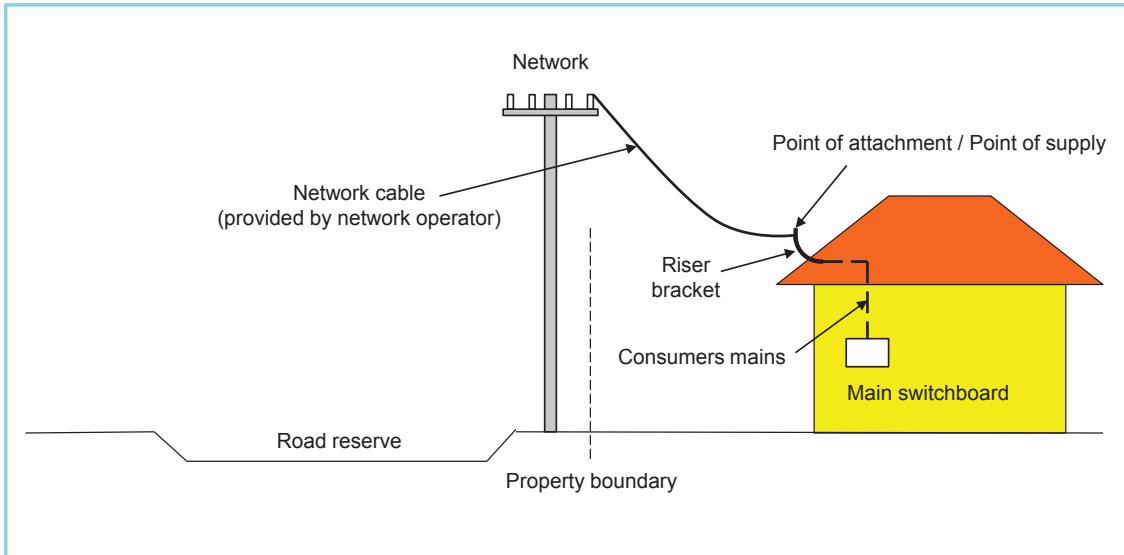 Network
Point of attachment / Point of supply
Network cable
(provided by network operator)
Riser
bracket
Consumers mains
Main switchboard
Road reserve
Property boundary